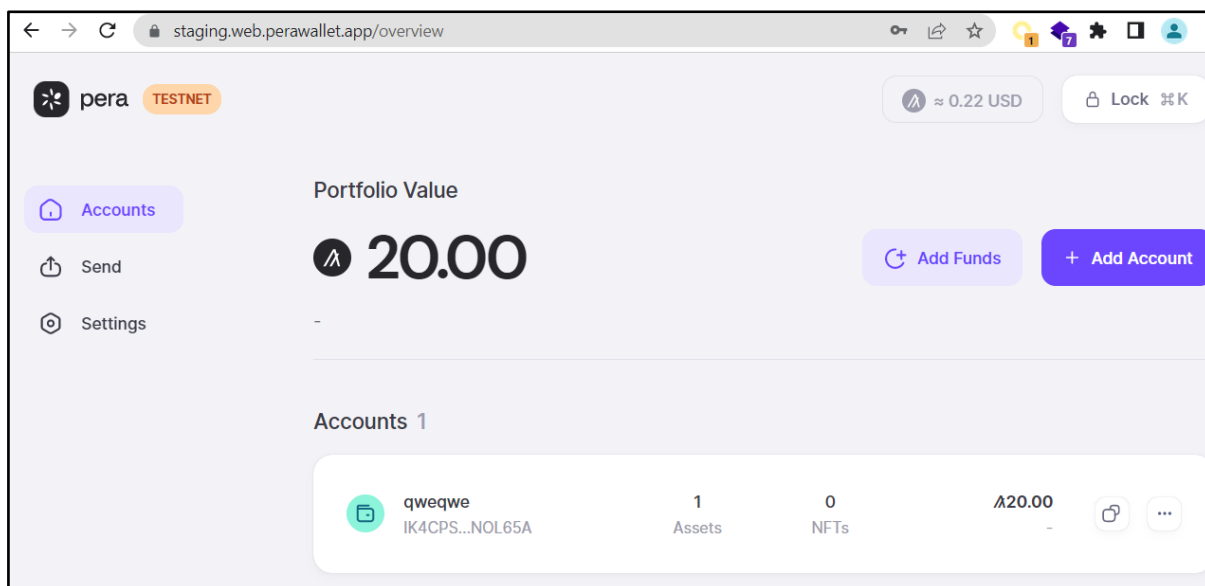 staging.web.perawallet.app/overview
1
7
pera TESTNET
≈ 0.22 USD
Lock ⌘K
Accounts
Send
Settings
Portfolio Value
20.00
Add Funds
+ Add Account
-
Accounts 1
qweqwe
IK4CPS...NOL65A
1
Assets
0
NFTs
20.00
-